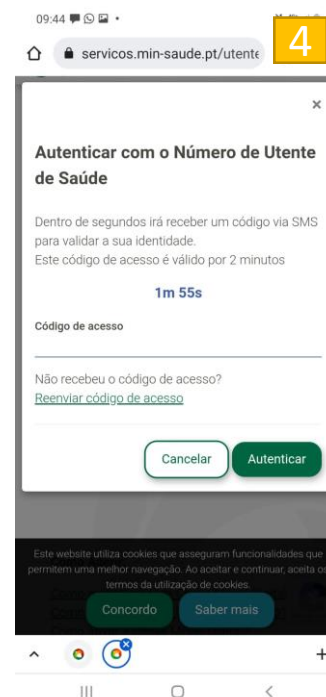 09:44
4
servicos.min-saude.pt/utente
×
Autenticar com o Número de Utente
de Saúde
Dentro de segundos irá receber um código via SMS
para validar a sua identidade.
Este código de acesso é válido por 2 minutos
1m 55s
Código de acesso
Não recebeu o código de acesso?
Reenviar código de acesso
Cancelar Autenticar
Este website utiliza cookies que asseguram funcionalidades que
permitem uma melhor navegação. Ao aceitar e continuar, aceita os
termos da utilização de cookies.
Concordo Saber mais